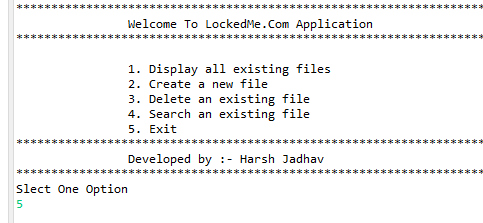 *******************************************************************
Welcome To LockedMe.Com Application
*******************************************************************
1. Display all existing files
2. Create a new file
3. Delete an existing file
4. Search an existing file
5. Exit
*******************************************************************
Developed by :- Harsh Jadhav
*******************************************************************
Slect One Option
5